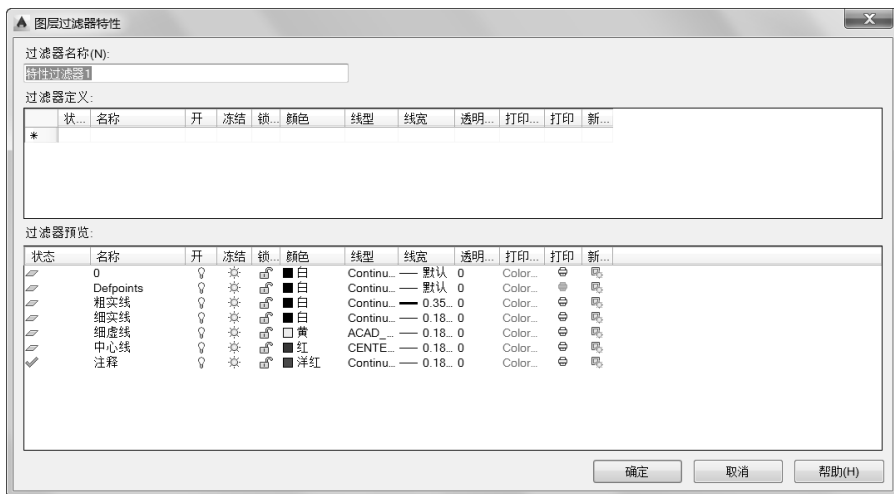 图层过滤器特性
过滤器名称(N):
特性过滤器1
过滤器定义:
状... 名称 开 冻结 锁... 颜色 线型 线宽 透明... 打印... 打印 新...
*
过滤器预览:
状态 名称 开 冻结 锁... 颜色 线型 线宽 透明... 打印... 打印 新...
0 白 Continu... 默认 0 Color...
Defpoints 白 Continu... 默认 0 Color...
粗实线 白 Continu... 0.35... 0 Color...
细实线 白 Continu... 0.18... 0 Color...
细虚线 黄 ACAD_... 0.18... 0 Color...
中心线 红 CENTE... 0.18... 0 Color...
注释 洋红 Continu... 0.18... 0 Color...
确定 取消 帮助(H)